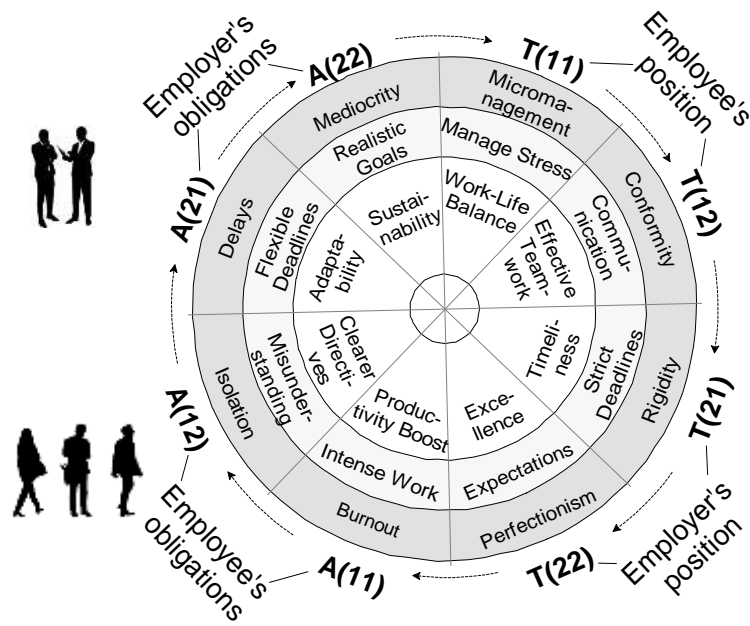 Employer's
obligations
A(22)
T(11)
Employee's
position
A(21)
T(12)
Mediocrity
Microma-
nagement
Conformity
Rigidity
Perfectionism
Burnout
Isolation
Delays
Realistic
Goals
Manage Stress
Commu-
nication
Strict
Deadlines
Expectations
Intense Work
Misunder-
standing
Flexible
Deadlines
Sustai-
nability
Work-Life
Balance
Effective
Team-
work
Timeli-
ness
Exce-
llence
Produc-
tivity Boost
Clearer
Directi-
ves
Adapta-
bility
A(12)
T(21)
Employee's
obligations
A(11)
T(22)
Employer's
position